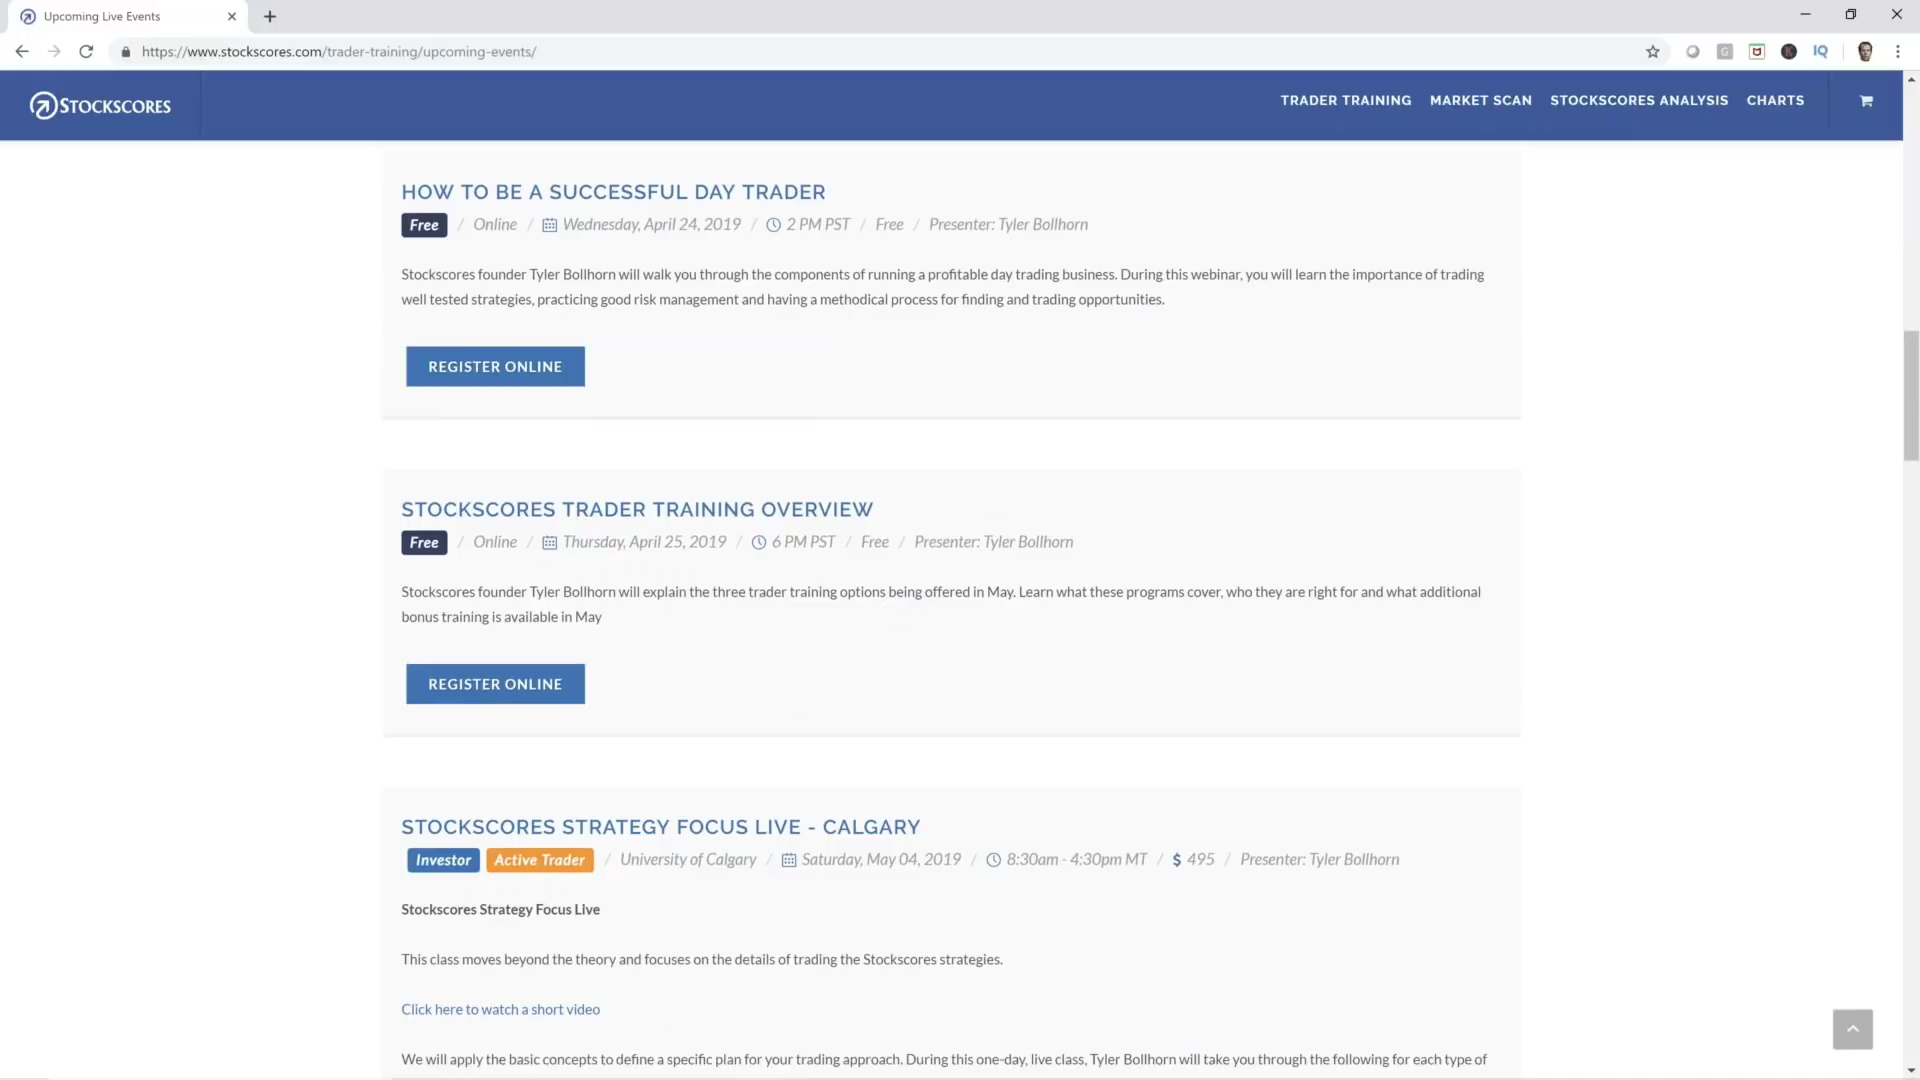 Upcoming Live Events
https://www.stockscores.com/trader-training/upcoming-events/
IQ
STOCKSCORES
TRADER TRAINING MARKET SCAN STOCKSCORES ANALYSIS CHARTS
HOW TO BE A SUCCESSFUL DAY TRADER
Free / Online / Wednesday, April 24, 2019 / 2 PM PST / Free / Presenter: Tyler Bollhorn
Stockscores founder Tyler Bollhorn will walk you through the components of running a profitable day trading business. During this webinar, you will learn the importance of trading
well tested strategies, practicing good risk management and having a methodical process for finding and trading opportunities.
REGISTER ONLINE
STOCKSCORES TRADER TRAINING OVERVIEW
Free / Online / Thursday, April 25, 2019 / 6 PM PST / Free / Presenter: Tyler Bollhorn
Stockscores founder Tyler Bollhorn will explain the three trader training options being offered in May. Learn what these programs cover, who they are right for and what additional
bonus training is available in May
REGISTER ONLINE
STOCKSCORES STRATEGY FOCUS LIVE - CALGARY
Investor Active Trader / University of Calgary / Saturday, May 04, 2019 / 8:30am - 4:30pm MT / $ 495 / Presenter: Tyler Bollhorn
Stockscores Strategy Focus Live
This class moves beyond the theory and focuses on the details of trading the Stockscores strategies.
Click here to watch a short video
We will apply the basic concepts to define a specific plan for your trading approach. During this one-day, live class, Tyler Bollhorn will take you through the following for each type of